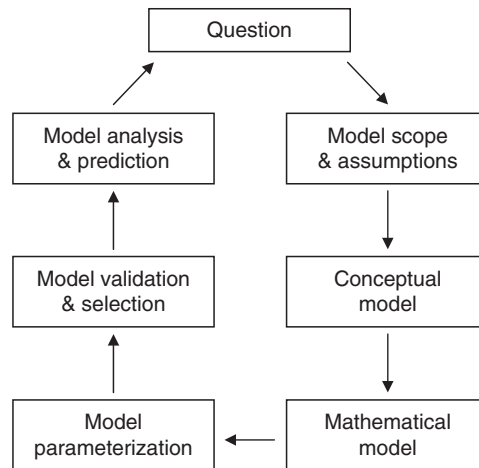 Question
Model analysis
& prediction
Model scope
& assumptions
Model validation
& selection
Conceptual
model
Model
parameterization
Mathematical
model